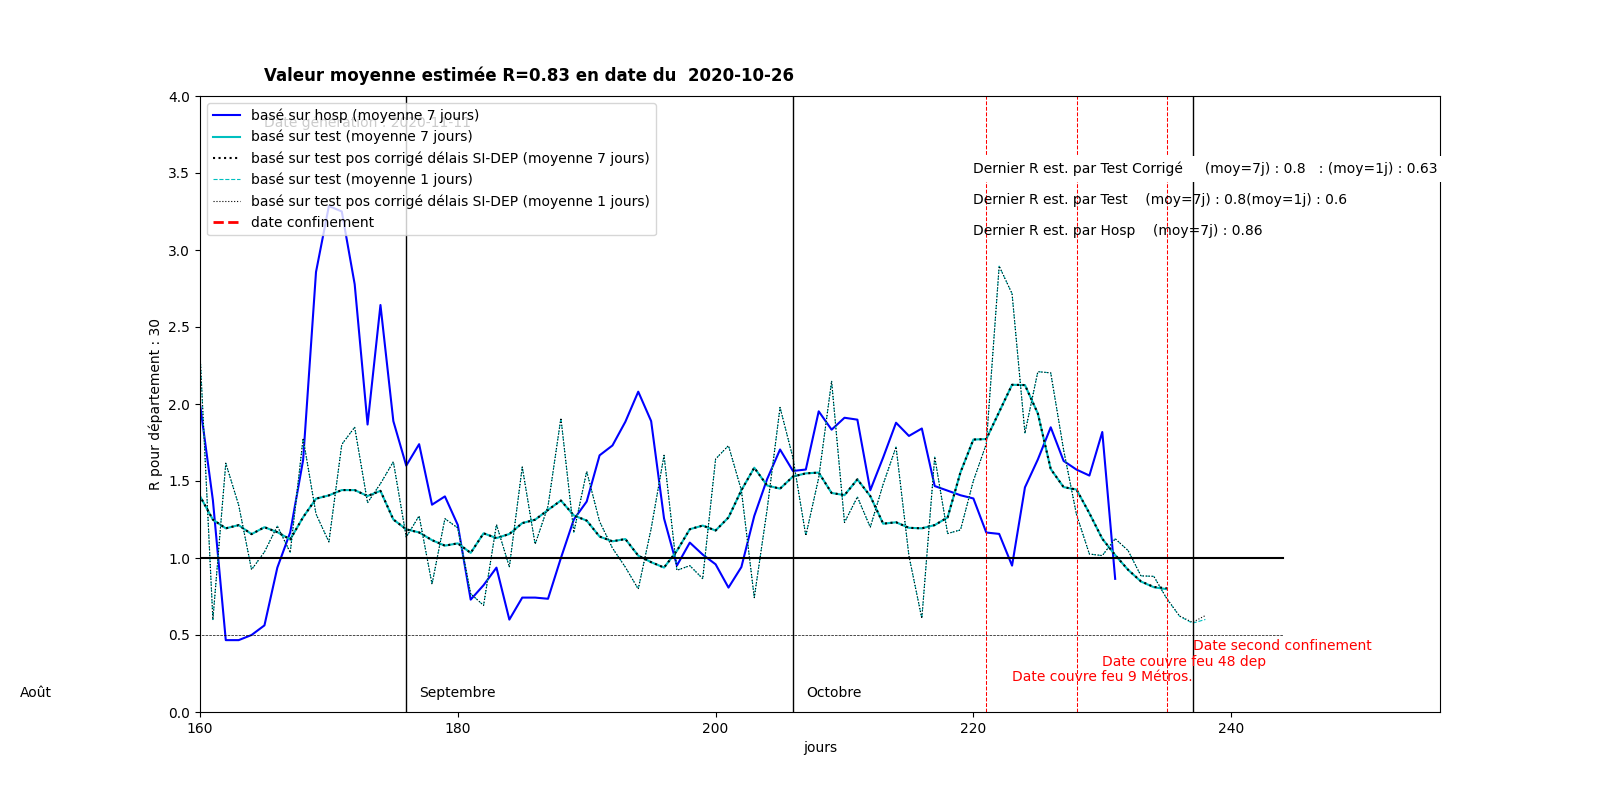 Valeur moyenne estimée R=0.83 en date du  2020-10-26
Date génération : 2020-11-11
basé sur hosp (moyenne 7 jours)
basé sur test (moyenne 7 jours)
basé sur test pos corrigé délais SI-DEP (moyenne 7 jours)
basé sur test (moyenne 1 jours)
basé sur test pos corrigé délais SI-DEP (moyenne 1 jours)
date confinement
Dernier R est. par Test Corrigé     (moy=7j) : 0.8   : (moy=1j) : 0.63
Dernier R est. par Test    (moy=7j) : 0.8(moy=1j) : 0.6
Dernier R est. par Hosp    (moy=7j) : 0.86
4.0
3.5
3.0
2.5
2.0
1.5
1.0
0.5
0.0
R pour département : 30
Date second confinement
Date couvre feu 48 dep
Date couvre feu 9 Métros.
Août
Septembre
Octobre
160
180
200
220
240
jours